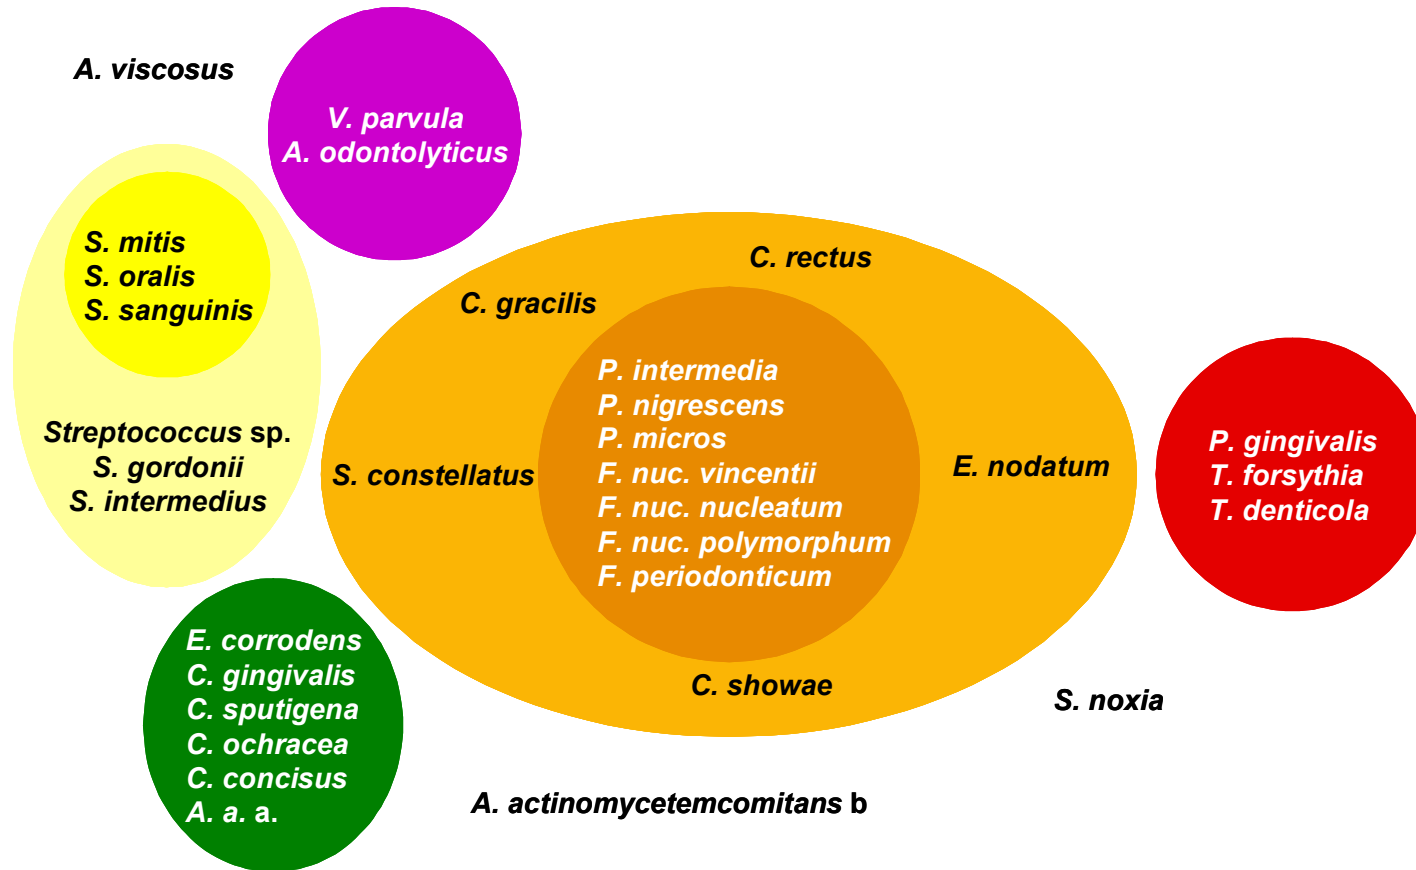 A. viscosus
V. parvula
A. odontolyticus
S. mitis
S. oralis
S. sanguinis
Streptococcus sp.
S. gordonii
S. intermedius
C. rectus
C. gracilis
P. intermedia
P. nigrescens
P. micros
F. nuc. vincentii
F. nuc. nucleatum
F. nuc. polymorphum
F. periodonticum
S. constellatus
E. nodatum
C. showae
P. gingivalis
T. forsythia
T. denticola
E. corrodens
C. gingivalis
C. sputigena
C. ochracea
C. concisus
A. a. a.
S. noxia
A. actinomycetemcomitans b